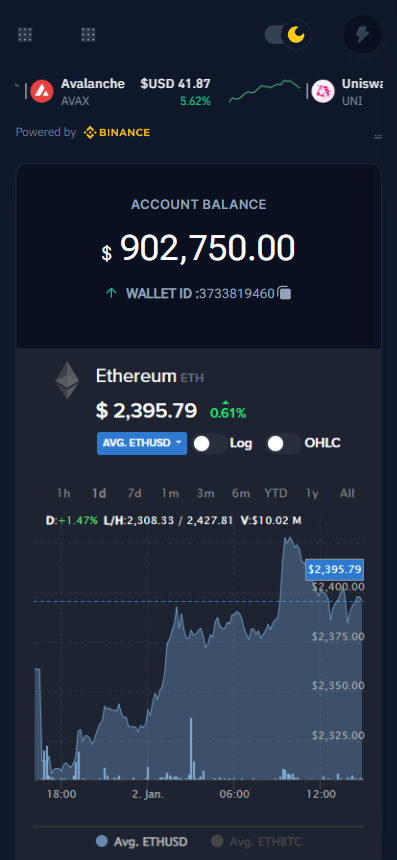 Avalanche $USD 41.87 Uniswa
AVAX 5.62% UNI
Powered by BINANCE ...
ACCOUNT BALANCE
$ 902,750.00
WALLET ID :3733819460
Ethereum ETH
$ 2,395.79 0.61%
AVG. ETHUSD Log OHLC
1h 1d 7d 1m 3m 6m YTD 1y All
D:+1.47% L/H:2,308.33 / 2,427.81 V:$10.02 M
$2,395.79
$2,400.00
$2,375.00
$2,350.00
$2,325.00
18:00 2. Jan. 06:00 12:00
Avg. ETHUSD Avg. ETHBTC